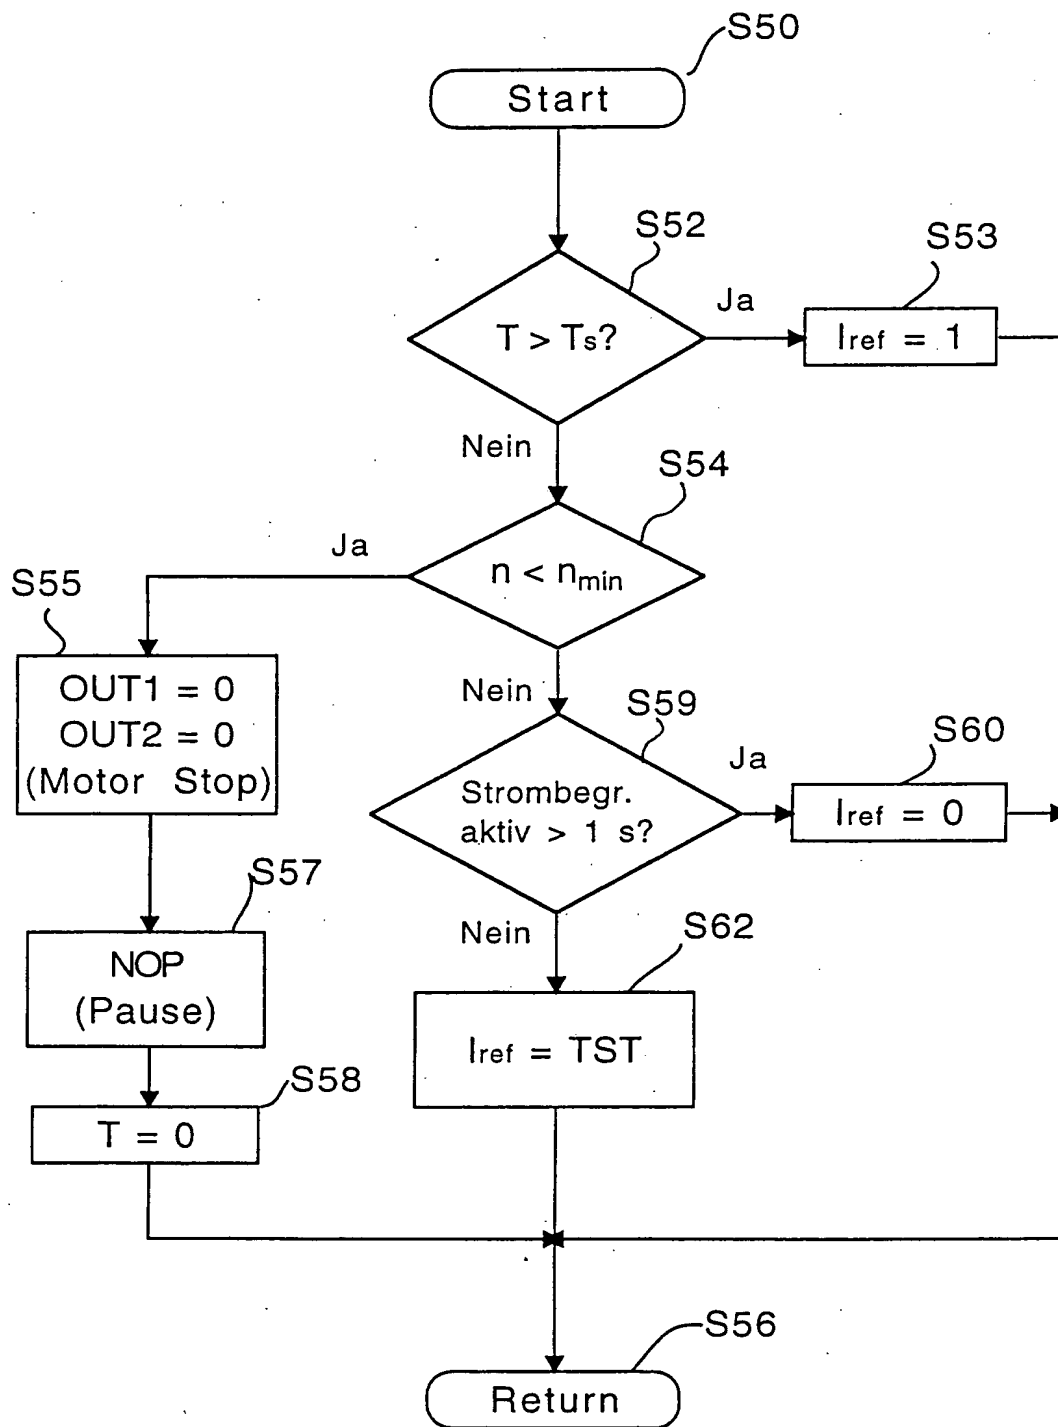 S50
Start
S52
S53
T > Ts?
Ja
Iref = 1
Nein
S54
Ja
n < nmin
S55
OUT1 = 0
OUT2 = 0
(Motor Stop)
Nein
S59
S60
Strombegr.
aktiv > 1 s?
Ja
Iref = 0
S57
NOP
(Pause)
Nein
S62
Iref = TST
S58
T = 0
S56
Return